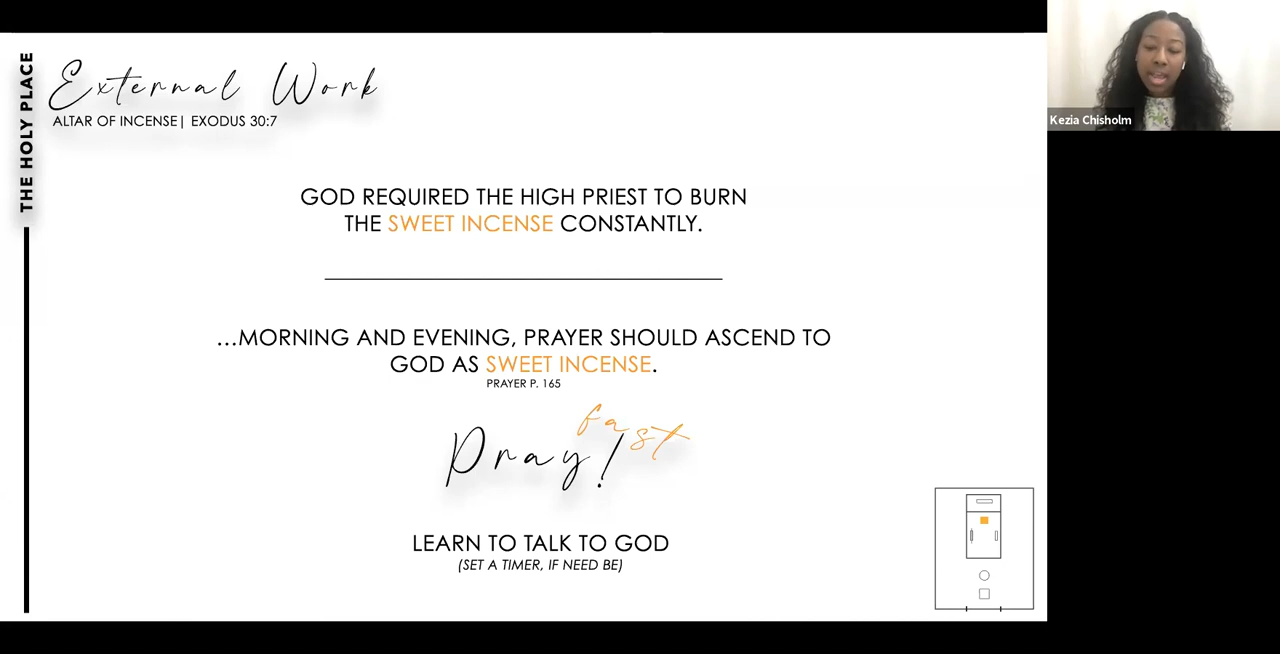 THE HOLY PLACE
External Work
ALTAR OF INCENSE| EXODUS 30:7
GOD REQUIRED THE HIGH PRIEST TO BURN
THE SWEET INCENSE CONSTANTLY.
...MORNING AND EVENING, PRAYER SHOULD ASCEND TO
GOD AS SWEET INCENSE.
PRAYER P. 165
fast
Pray!
LEARN TO TALK TO GOD
(SET A TIMER, IF NEED BE)
Kezia Chisholm